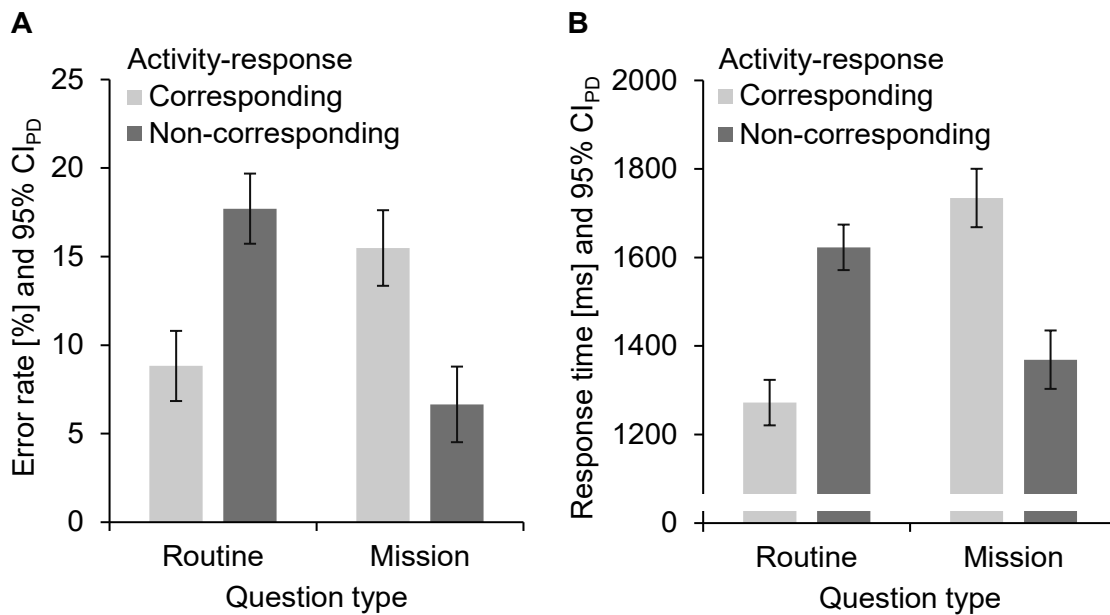 A
Activity-response
Corresponding
Non-corresponding
Error rate [%] and 95% CI_PD
25
20
15
10
5
0
Routine
Mission
Question type
B
Activity-response
Corresponding
Non-corresponding
Response time [ms] and 95% CI_PD
2000
1800
1600
1400
1200
0
Routine
Mission
Question type